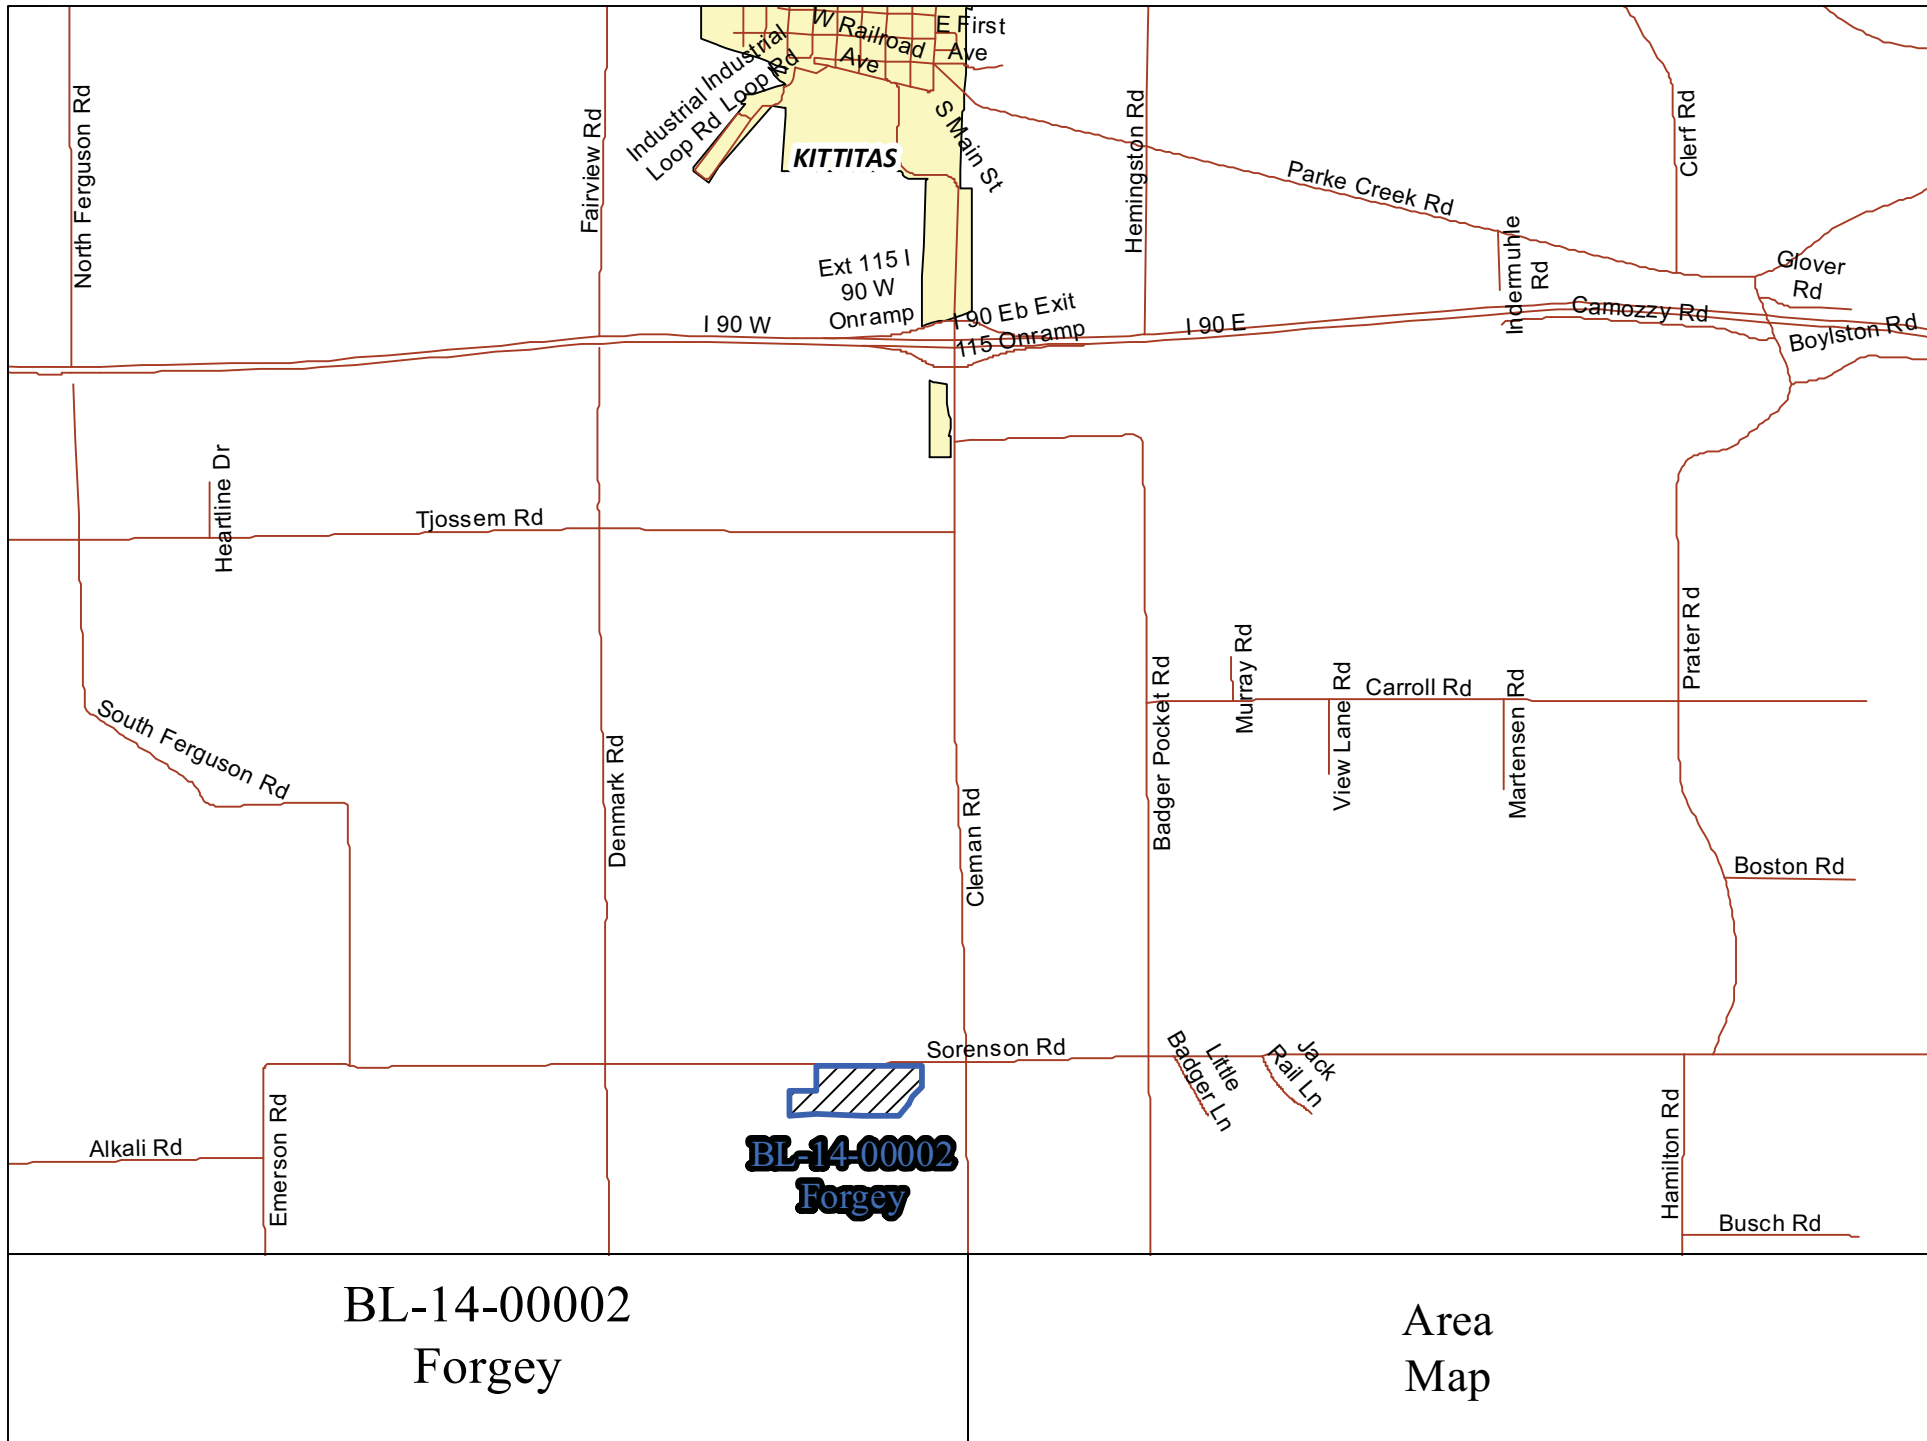 W Railroad
Ave
E First
Ave
Industrial
Loop Rd
Industrial
Loop Rd
North Ferguson Rd
Fairview Rd
KITTITAS
S Main St
Hemingston Rd
Clerf Rd
Parke Creek Rd
Indermuhle
Rd
Glover
Rd
Ext 115 I
90 W
Onramp
I 90 Eb Exit
115 Onramp
I 90 W
I 90 E
Camozzy Rd
Boylston Rd
Heartline Dr
Tjossem Rd
Prater Rd
Murray Rd
View Lane Rd
Carroll Rd
Martensen Rd
Badger Pocket Rd
South Ferguson Rd
Denmark Rd
Cleman Rd
Boston Rd
Sorenson Rd
Little
Badger Ln
Jack
Rail Ln
Emerson Rd
Alkali Rd
Hamilton Rd
Busch Rd
BL-14-00002
Forgey
BL-14-00002
Forgey
Area
Map